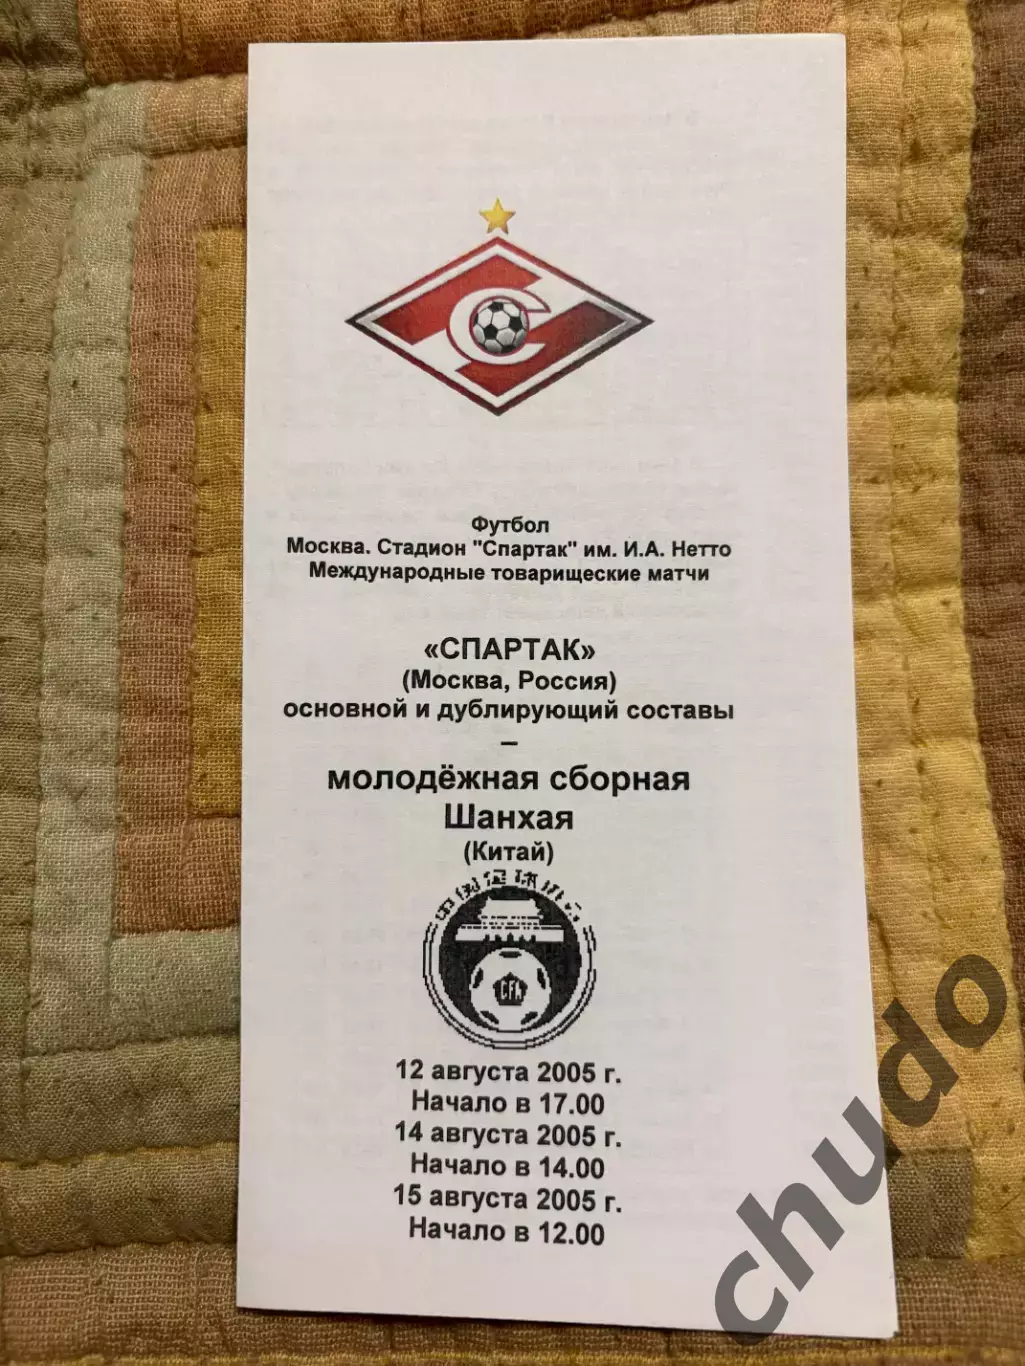 С
Футбол
Москва. Стадион "Спартак" им. И.А. Нетто
Международные товарищеские матчи
«СПАРТАК»
(Москва, Россия)
основной и дублирующий составы
–
молодёжная сборная
Шанхая
(Китай)
CFA
12 августа 2005 г.
Начало в 17.00
14 августа 2005 г.
Начало в 14.00
15 августа 2005 г.
Начало в 12.00
chudo